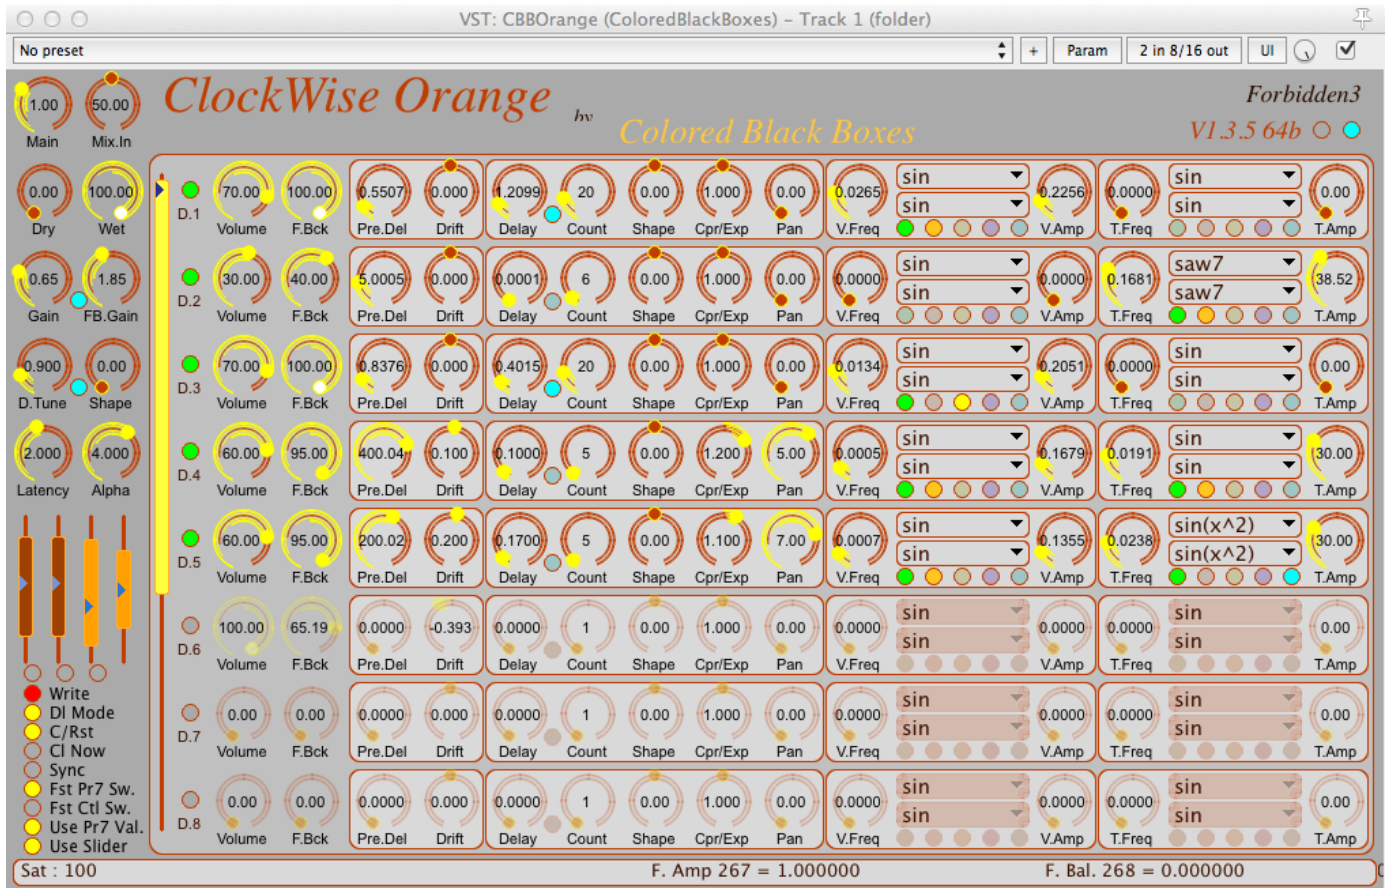 VST: CBBOrange (ColoredBlackBoxes) – Track 1 (folder)
No preset + Param 2 in 8/16 out UI
ClockWise Orange by Colored Black Boxes
Forbidden3
V1.3.5 64b
1.00 50.00
Main Mix.In
0.00 100.00
Dry Wet
0.65 1.85
Gain FB.Gain
0.900 0.00
D.Tune Shape
2.000 4.000
Latency Alpha
Write
Dl Mode
C/Rst
Cl Now
Sync
Fst Pr7 Sw.
Fst Ctl Sw.
Use Pr7 Val.
Use Slider
70.00 100.00 0.5507 0.000 1.2099 20 0.00 1.000 0.00 0.0265 sin sin 0.2256 0.0000 sin sin 0.00
D.1 Volume F.Bck Pre.Del Drift Delay Count Shape Cpr/Exp Pan V.Freq V.Amp T.Freq T.Amp
30.00 40.00 5.0005 0.000 0.0001 6 0.00 1.000 0.00 0.0000 sin sin 0.0000 0.1681 saw7 saw7 38.52
D.2 Volume F.Bck Pre.Del Drift Delay Count Shape Cpr/Exp Pan V.Freq V.Amp T.Freq T.Amp
70.00 100.00 0.8376 0.000 0.4015 20 0.00 1.000 0.00 0.0134 sin sin 0.2051 0.0000 sin sin 0.00
D.3 Volume F.Bck Pre.Del Drift Delay Count Shape Cpr/Exp Pan V.Freq V.Amp T.Freq T.Amp
60.00 95.00 400.04 0.100 0.1000 5 0.00 1.200 5.00 0.0005 sin sin 0.1679 0.0191 sin sin 30.00
D.4 Volume F.Bck Pre.Del Drift Delay Count Shape Cpr/Exp Pan V.Freq V.Amp T.Freq T.Amp
60.00 95.00 200.02 0.200 0.1700 5 0.00 1.100 7.00 0.0007 sin sin 0.1355 0.0238 sin(x^2) sin(x^2) 30.00
D.5 Volume F.Bck Pre.Del Drift Delay Count Shape Cpr/Exp Pan V.Freq V.Amp T.Freq T.Amp
100.00 65.19 0.0000 -0.393 0.0000 1 0.00 1.000 0.00 0.0000 sin sin 0.0000 0.0000 sin sin 0.00
D.6 Volume F.Bck Pre.Del Drift Delay Count Shape Cpr/Exp Pan V.Freq V.Amp T.Freq T.Amp
0.00 0.00 0.0000 0.000 0.0000 1 0.00 1.000 0.00 0.0000 sin sin 0.0000 0.0000 sin sin 0.00
D.7 Volume F.Bck Pre.Del Drift Delay Count Shape Cpr/Exp Pan V.Freq V.Amp T.Freq T.Amp
0.00 0.00 0.0000 0.000 0.0000 1 0.00 1.000 0.00 0.0000 sin sin 0.0000 0.0000 sin sin 0.00
D.8 Volume F.Bck Pre.Del Drift Delay Count Shape Cpr/Exp Pan V.Freq V.Amp T.Freq T.Amp
Sat : 100 F. Amp 267 = 1.000000 F. Bal. 268 = 0.000000